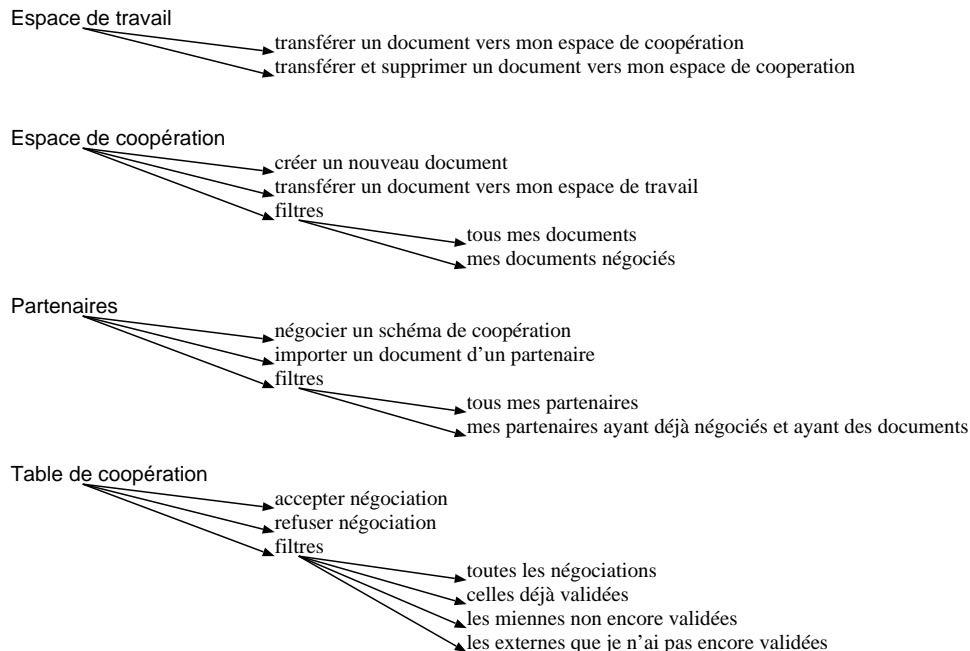 Espace de travail
transférer un document vers mon espace de coopération
transférer et supprimer un document vers mon espace de cooperation
Espace de coopération
créer un nouveau document
transférer un document vers mon espace de travail
filtres
tous mes documents
mes documents négociés
Partenaires
négocier un schéma de coopération
importer un document d'un partenaire
filtres
tous mes partenaires
mes partenaires ayant déjà négociés et ayant des documents
Table de coopération
accepter négociation
refuser négociation
filtres
toutes les négociations
celles déjà validées
les miennes non encore validées
les externes que je n'ai pas encore validées